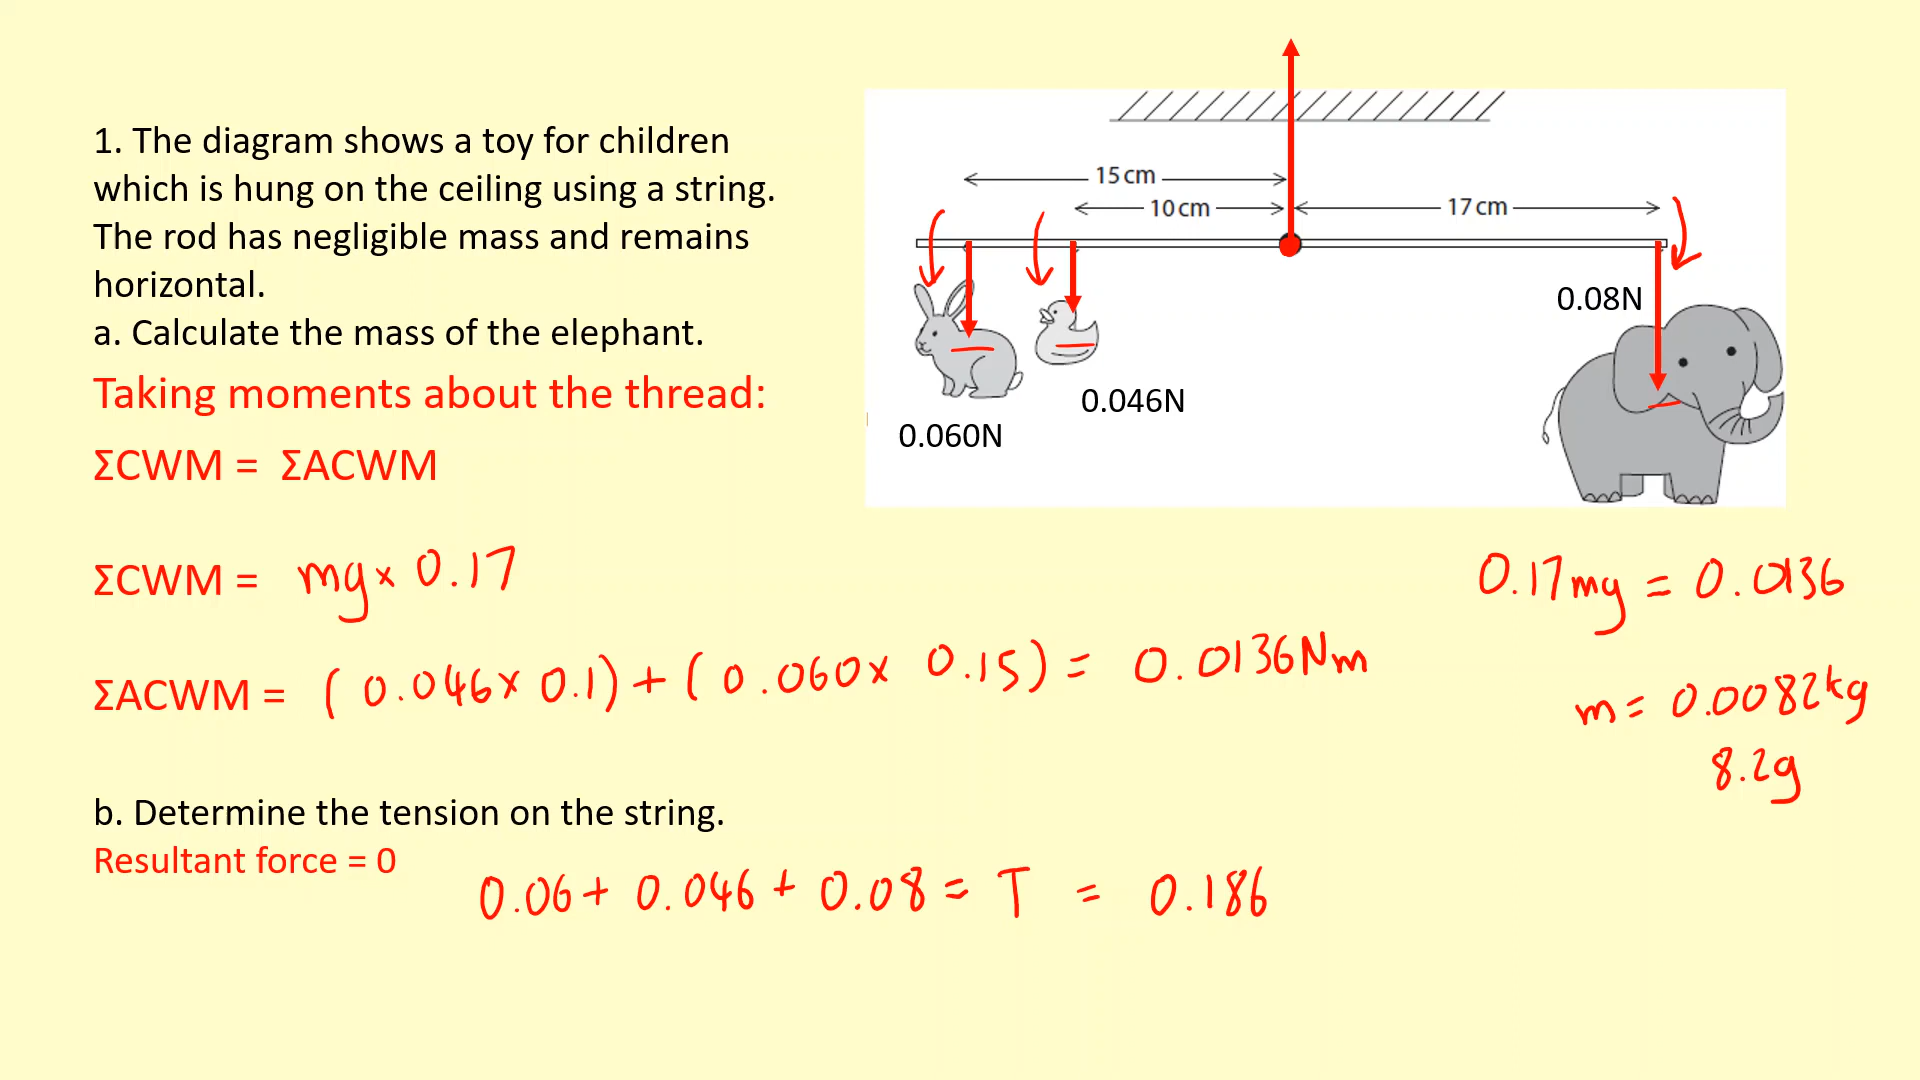 1. The diagram shows a toy for children
which is hung on the ceiling using a string.
The rod has negligible mass and remains
horizontal.
a. Calculate the mass of the elephant.
Taking moments about the thread:
ΣCWM = ΣACWM
ΣCWM = mg × 0.17
ΣACWM = (0.046 × 0.1) + (0.060 × 0.15) = 0.0136Nm
15 cm
10 cm
17 cm
0.08N
0.046N
0.060N
0.17mg = 0.0136
m = 0.0082kg
8.2g
b. Determine the tension on the string.
Resultant force = 0
0.06 + 0.046 + 0.08 = T = 0.186